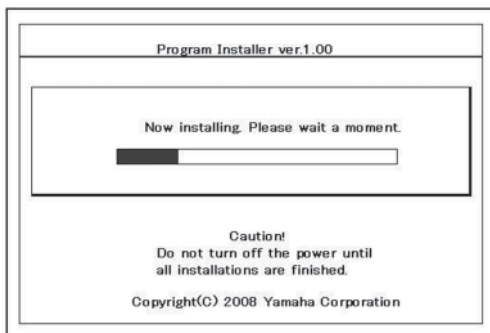 Program Installer ver.1.00
Now installing. Please wait a moment.
Caution!
Do not turn off the power until
all installations are finished.
Copyright(C) 2008 Yamaha Corporation